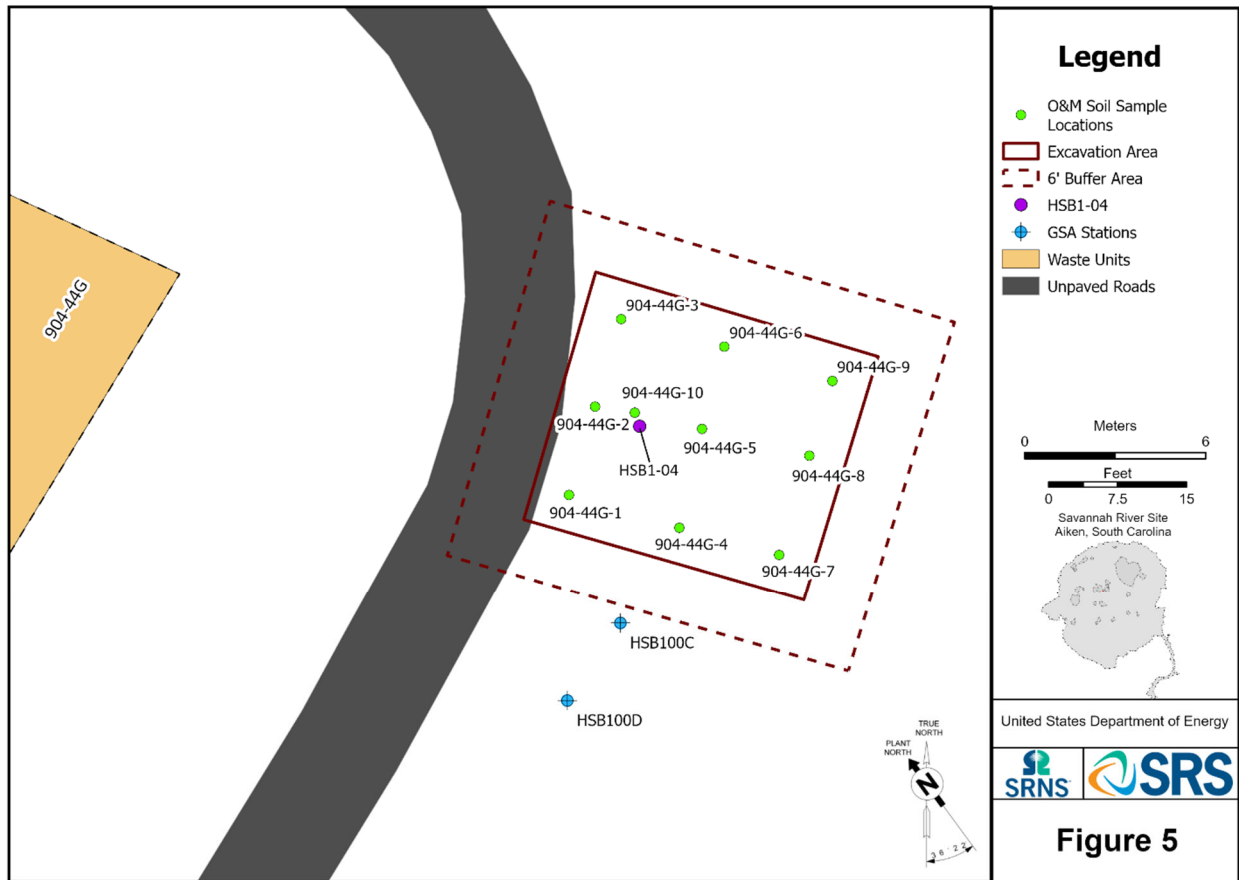 904-44G
904-44G-3
904-44G-6
904-44G-9
904-44G-10
904-44G-2
904-44G-5
HSB1-04
904-44G-8
904-44G-1
904-44G-4
904-44G-7
HSB100C
HSB100D
TRUE
NORTH
PLANT
NORTH
N
36°22'
Legend
O&M Soil Sample
Locations
Excavation Area
6' Buffer Area
HSB1-04
GSA Stations
Waste Units
Unpaved Roads
Meters
0 6
Feet
0 7.5 15
Savannah River Site
Aiken, South Carolina
United States Department of Energy
SRNS
SRS
Figure 5